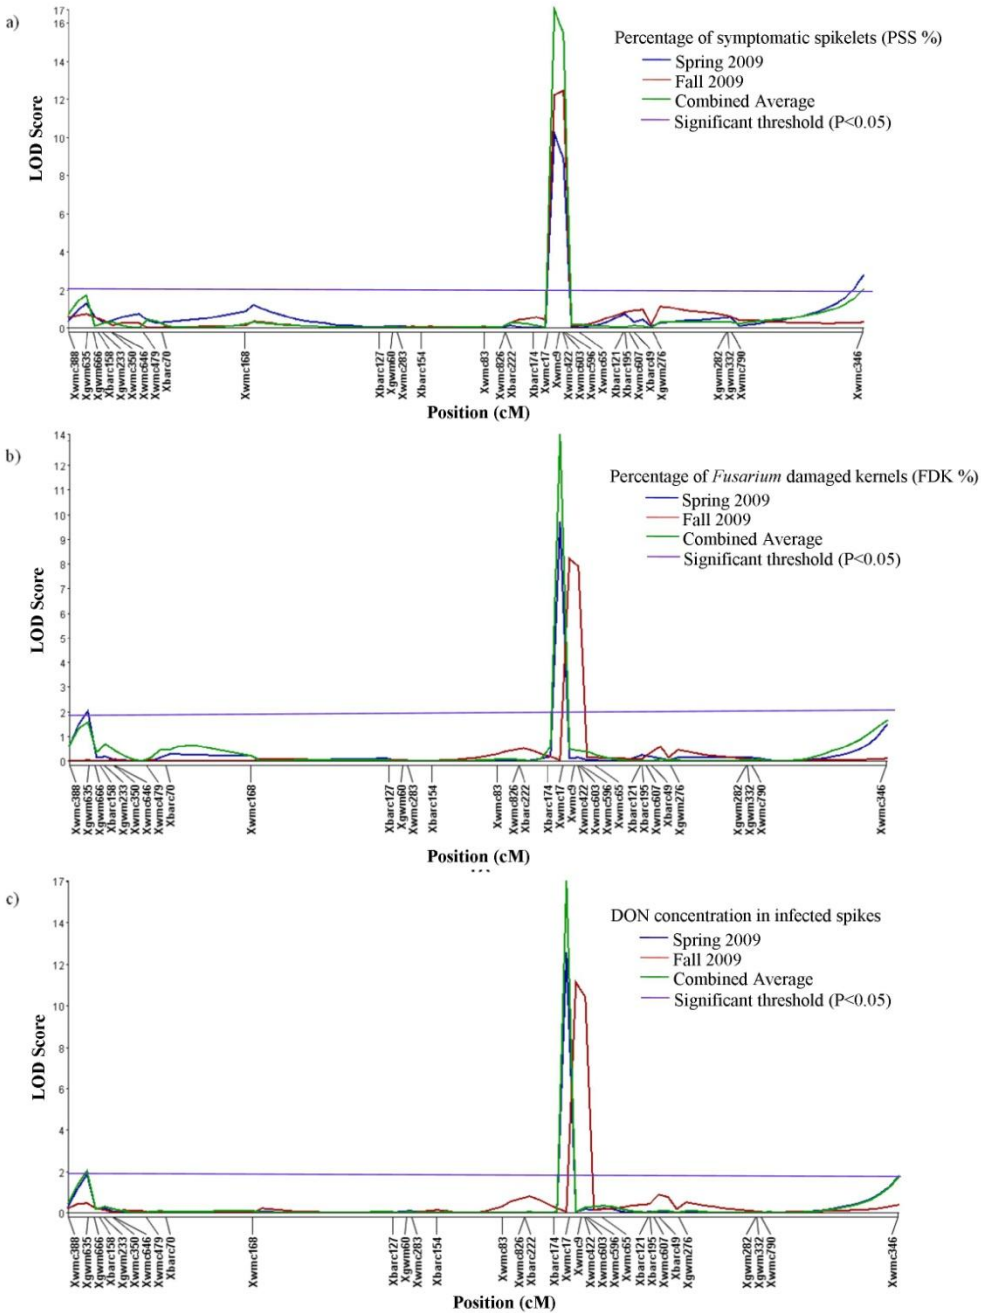 a)
17
16
14
12
10
8
6
4
2
0
LOD Score
Percentage of symptomatic spikelets (PSS %)
Spring 2009
Fall 2009
Combined Average
Significant threshold (P<0.05)
Xwmc388
Xgwm635
Xgwm666
Xbarc158
Xgwm233
Xwmc350
Xwmc646
Xwmc479
Xbarc70
Xwmc168
Xbarc127
Xgwm60
Xwmc283
Xbarc154
Xwmc83
Xwmc826
Xbarc222
Xbarc174
Xwmc17
Xwmc9
Xwmc422
Xwmc603
Xwmc596
Xwmc65
Xbarc121
Xbarc195
Xwmc607
Xbarc49
Xgwm276
Xgwm282
Xgwm332
Xwmc790
Xwmc346
Position (cM)
b)
14
12
11
10
9
8
7
6
5
4
3
2
1
0
LOD Score
Percentage of Fusarium damaged kernels (FDK %)
Spring 2009
Fall 2009
Combined Average
Significant threshold (P<0.05)
Xwmc388
Xgwm635
Xgwm666
Xbarc158
Xgwm233
Xwmc350
Xwmc646
Xwmc479
Xbarc70
Xwmc168
Xbarc127
Xgwm60
Xwmc283
Xbarc154
Xwmc83
Xwmc826
Xbarc222
Xbarc174
Xwmc17
Xwmc9
Xwmc422
Xwmc603
Xwmc596
Xwmc65
Xbarc121
Xbarc195
Xwmc607
Xbarc49
Xgwm276
Xgwm282
Xgwm332
Xwmc790
Xwmc346
Position (cM)
c)
17
14
12
10
8
6
4
2
0
LOD Score
DON concentration in infected spikes
Spring 2009
Fall 2009
Combined Average
Significant threshold (P<0.05)
Xwmc388
Xgwm635
Xgwm666
Xbarc158
Xgwm233
Xwmc350
Xwmc646
Xwmc479
Xbarc70
Xwmc168
Xbarc127
Xgwm60
Xwmc283
Xbarc154
Xwmc83
Xwmc826
Xbarc222
Xbarc174
Xwmc17
Xwmc9
Xwmc422
Xwmc603
Xwmc596
Xwmc65
Xbarc121
Xbarc195
Xwmc607
Xbarc49
Xgwm276
Xgwm282
Xgwm332
Xwmc790
Xwmc346
Position (cM)